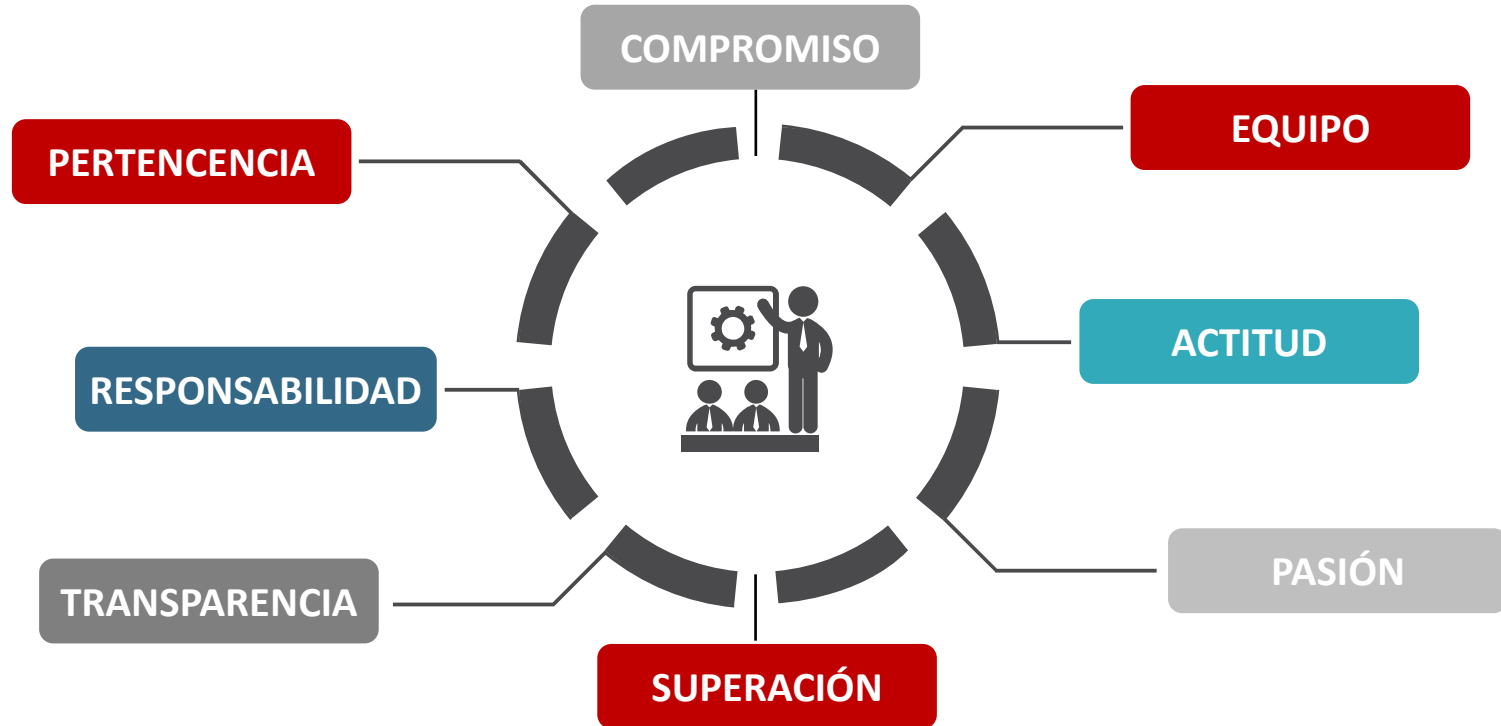 COMPROMISO
EQUIPO
PERTENCENCIA
ACTITUD
RESPONSABILIDAD
PASIÓN
TRANSPARENCIA
SUPERACIÓN